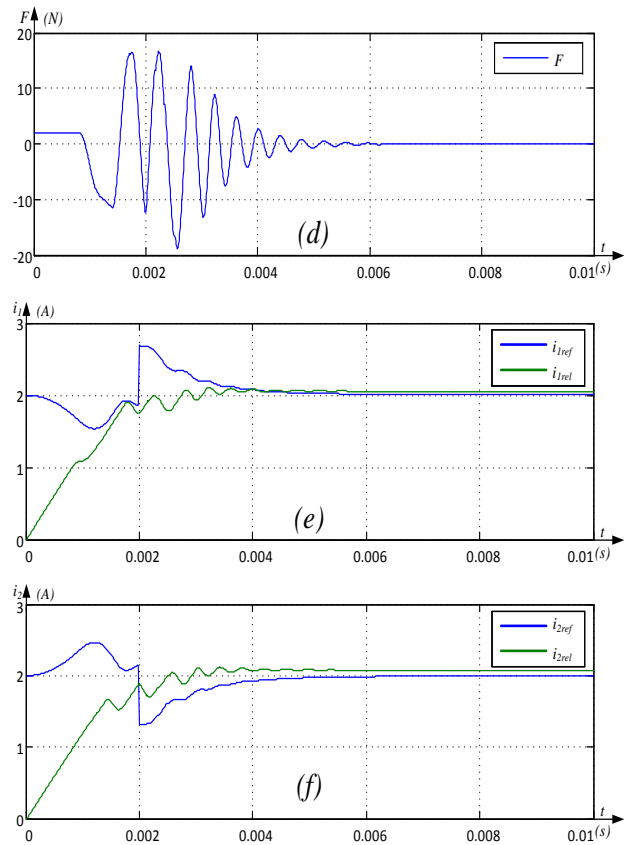 F (N)
20
10
0
-10
-20
F
(d)
t
(s)
0 0.002 0.004 0.006 0.008 0.01
i1 (A)
3
2
1
0
i1ref
i1rel
(e)
t
(s)
0 0.002 0.004 0.006 0.008 0.01
i2 (A)
3
2
1
0
i2ref
i2rel
(f)
t
(s)
0 0.002 0.004 0.006 0.008 0.01